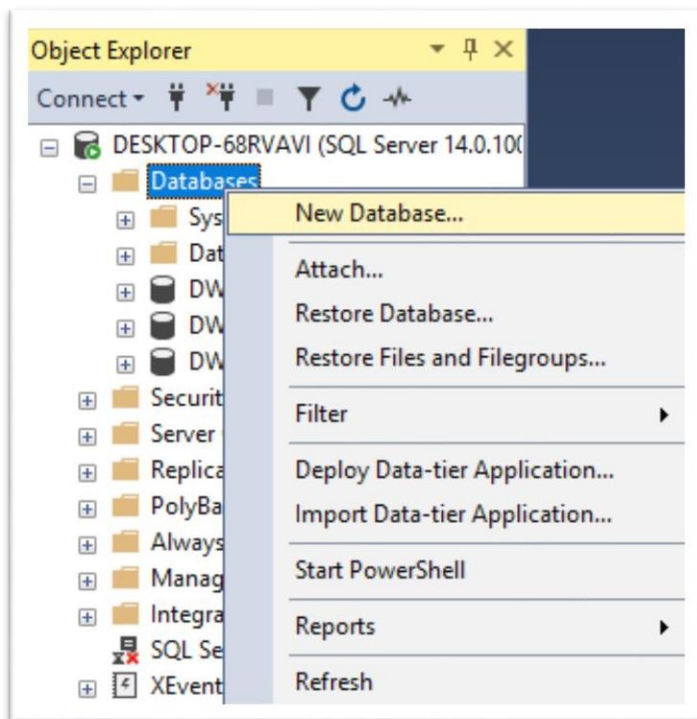 Object Explorer
Connect
DESKTOP-68RVAVI (SQL Server 14.0.100
Databases
Sys
New Database...
Dat
Attach...
DW
Restore Database...
DW
Restore Files and Filegroups...
DW
Securit
Filter
Server
Replica
Deploy Data-tier Application...
PolyBa
Import Data-tier Application...
Always
Manag
Start PowerShell
Integra
Reports
SQL Se
XEvent
Refresh